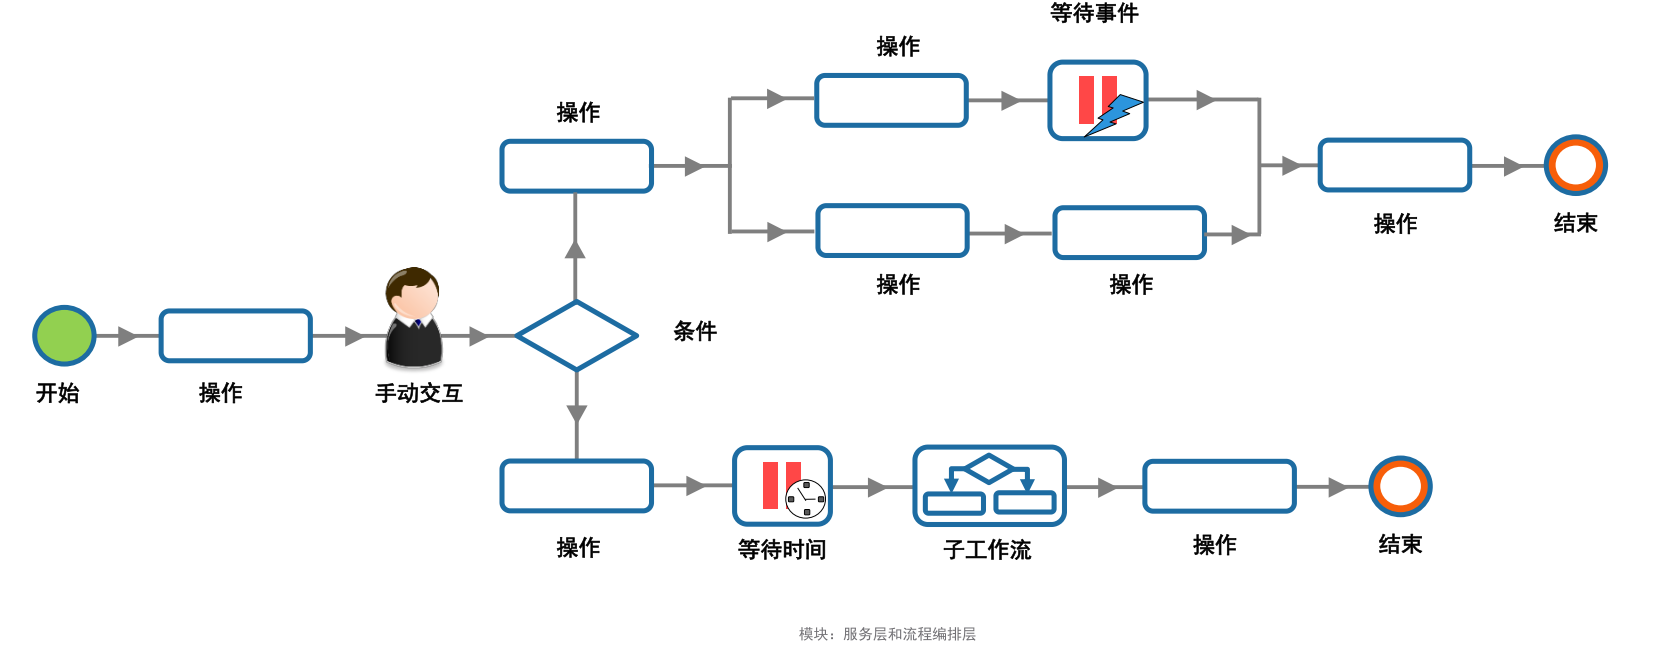 等待事件
操作
操作
操作
操作
操作
结束
条件
开始
操作
手动交互
操作
等待时间
子工作流
操作
结束
模块：服务层和流程编排层